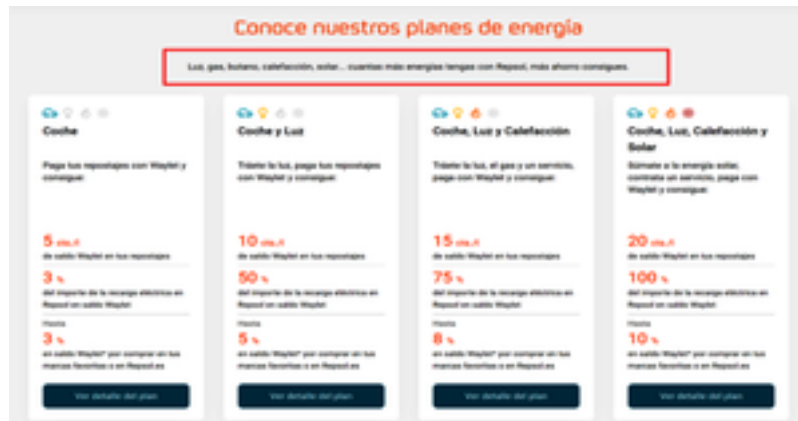 Conoce nuestros planes de energía
Luz, gas, butano, calefacción, solar... cuantas más energías tengas con Repsol, más ahorro consigues.
Coche
Paga tus repostajes con Waylet y
consigue:
5 cts./l
de saldo Waylet en tus repostajes
3 %
del importe de la recarga eléctrica en
Repsol en saldo Waylet
Hasta
3 %
en saldo Waylet* por comprar en tus
marcas favoritas o en Repsol.es
Ver detalle del plan
Coche y Luz
Tráete la luz, paga tus repostajes
con Waylet y consigue:
10 cts./l
de saldo Waylet en tus repostajes
50 %
del importe de la recarga eléctrica en
Repsol en saldo Waylet
Hasta
5 %
en saldo Waylet* por comprar en tus
marcas favoritas o en Repsol.es
Ver detalle del plan
Coche, Luz y Calefacción
Tráete la luz, el gas y un servicio,
paga con Waylet y consigue:
15 cts./l
de saldo Waylet en tus repostajes
75 %
del importe de la recarga eléctrica en
Repsol en saldo Waylet
Hasta
8 %
en saldo Waylet* por comprar en tus
marcas favoritas o en Repsol.es
Ver detalle del plan
Coche, Luz, Calefacción y
Solar
Súmate a la energía solar,
contrata un servicio, paga con
Waylet y consigue:
20 cts./l
de saldo Waylet en tus repostajes
100 %
del importe de la recarga eléctrica en
Repsol en saldo Waylet
Hasta
10 %
en saldo Waylet* por comprar en tus
marcas favoritas o en Repsol.es
Ver detalle del plan